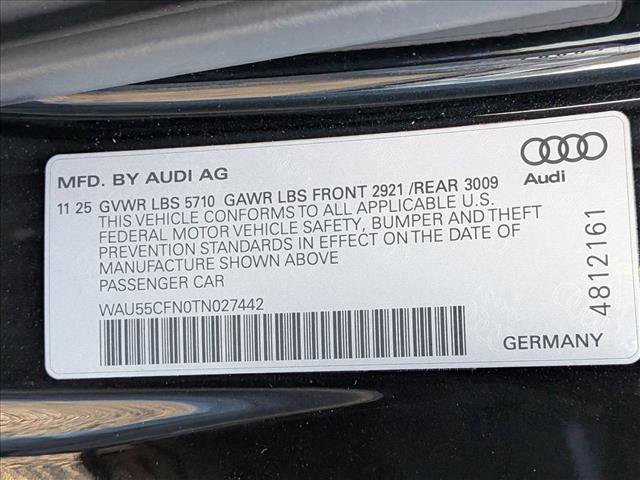 MFD. BY AUDI AG
Audi
11 25 GVWR LBS 5710 GAWR LBS FRONT 2921 /REAR 3009
THIS VEHICLE CONFORMS TO ALL APPLICABLE U.S.
FEDERAL MOTOR VEHICLE SAFETY, BUMPER AND THEFT
PREVENTION STANDARDS IN EFFECT ON THE DATE OF
MANUFACTURE SHOWN ABOVE
PASSENGER CAR
WAU55CFN0TN027442
4812161
GERMANY